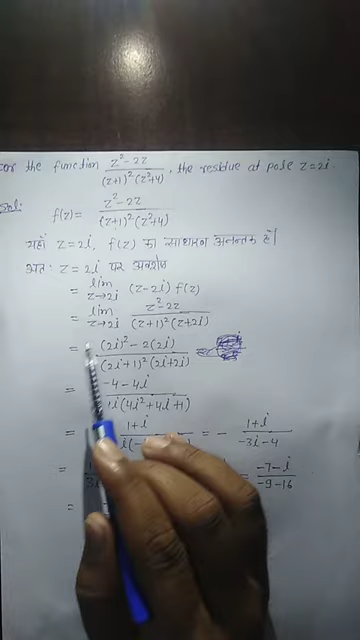 the function z²-2z / (z+1)²(z²+4), the residue at pole z=2i.
Sol:
f(z) = z²-2z / (z+1)²(z²+4)
यहाँ z=2i, f(z) का साधारण अनन्तक है।
अतः z=2i पर अवशेष
= lim z→2i (z-2i) f(z)
= lim z→2i z²-2z / (z+1)²(z+2i)
= (2i)²-2(2i) / (2i+1)²(2i+2i)
= -4-4i / i(4i²+4i+1)
= 1+i / i(- = - 1+i / -3i-4
= = -7-i / -9-16
=